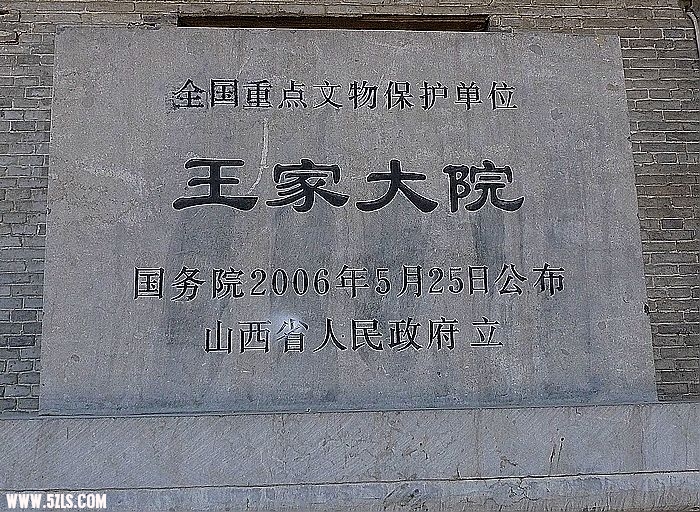 全国重点文物保护单位
王家大院
国务院2006年5月25日公布
山西省人民政府立
WWW.5ZLS.COM